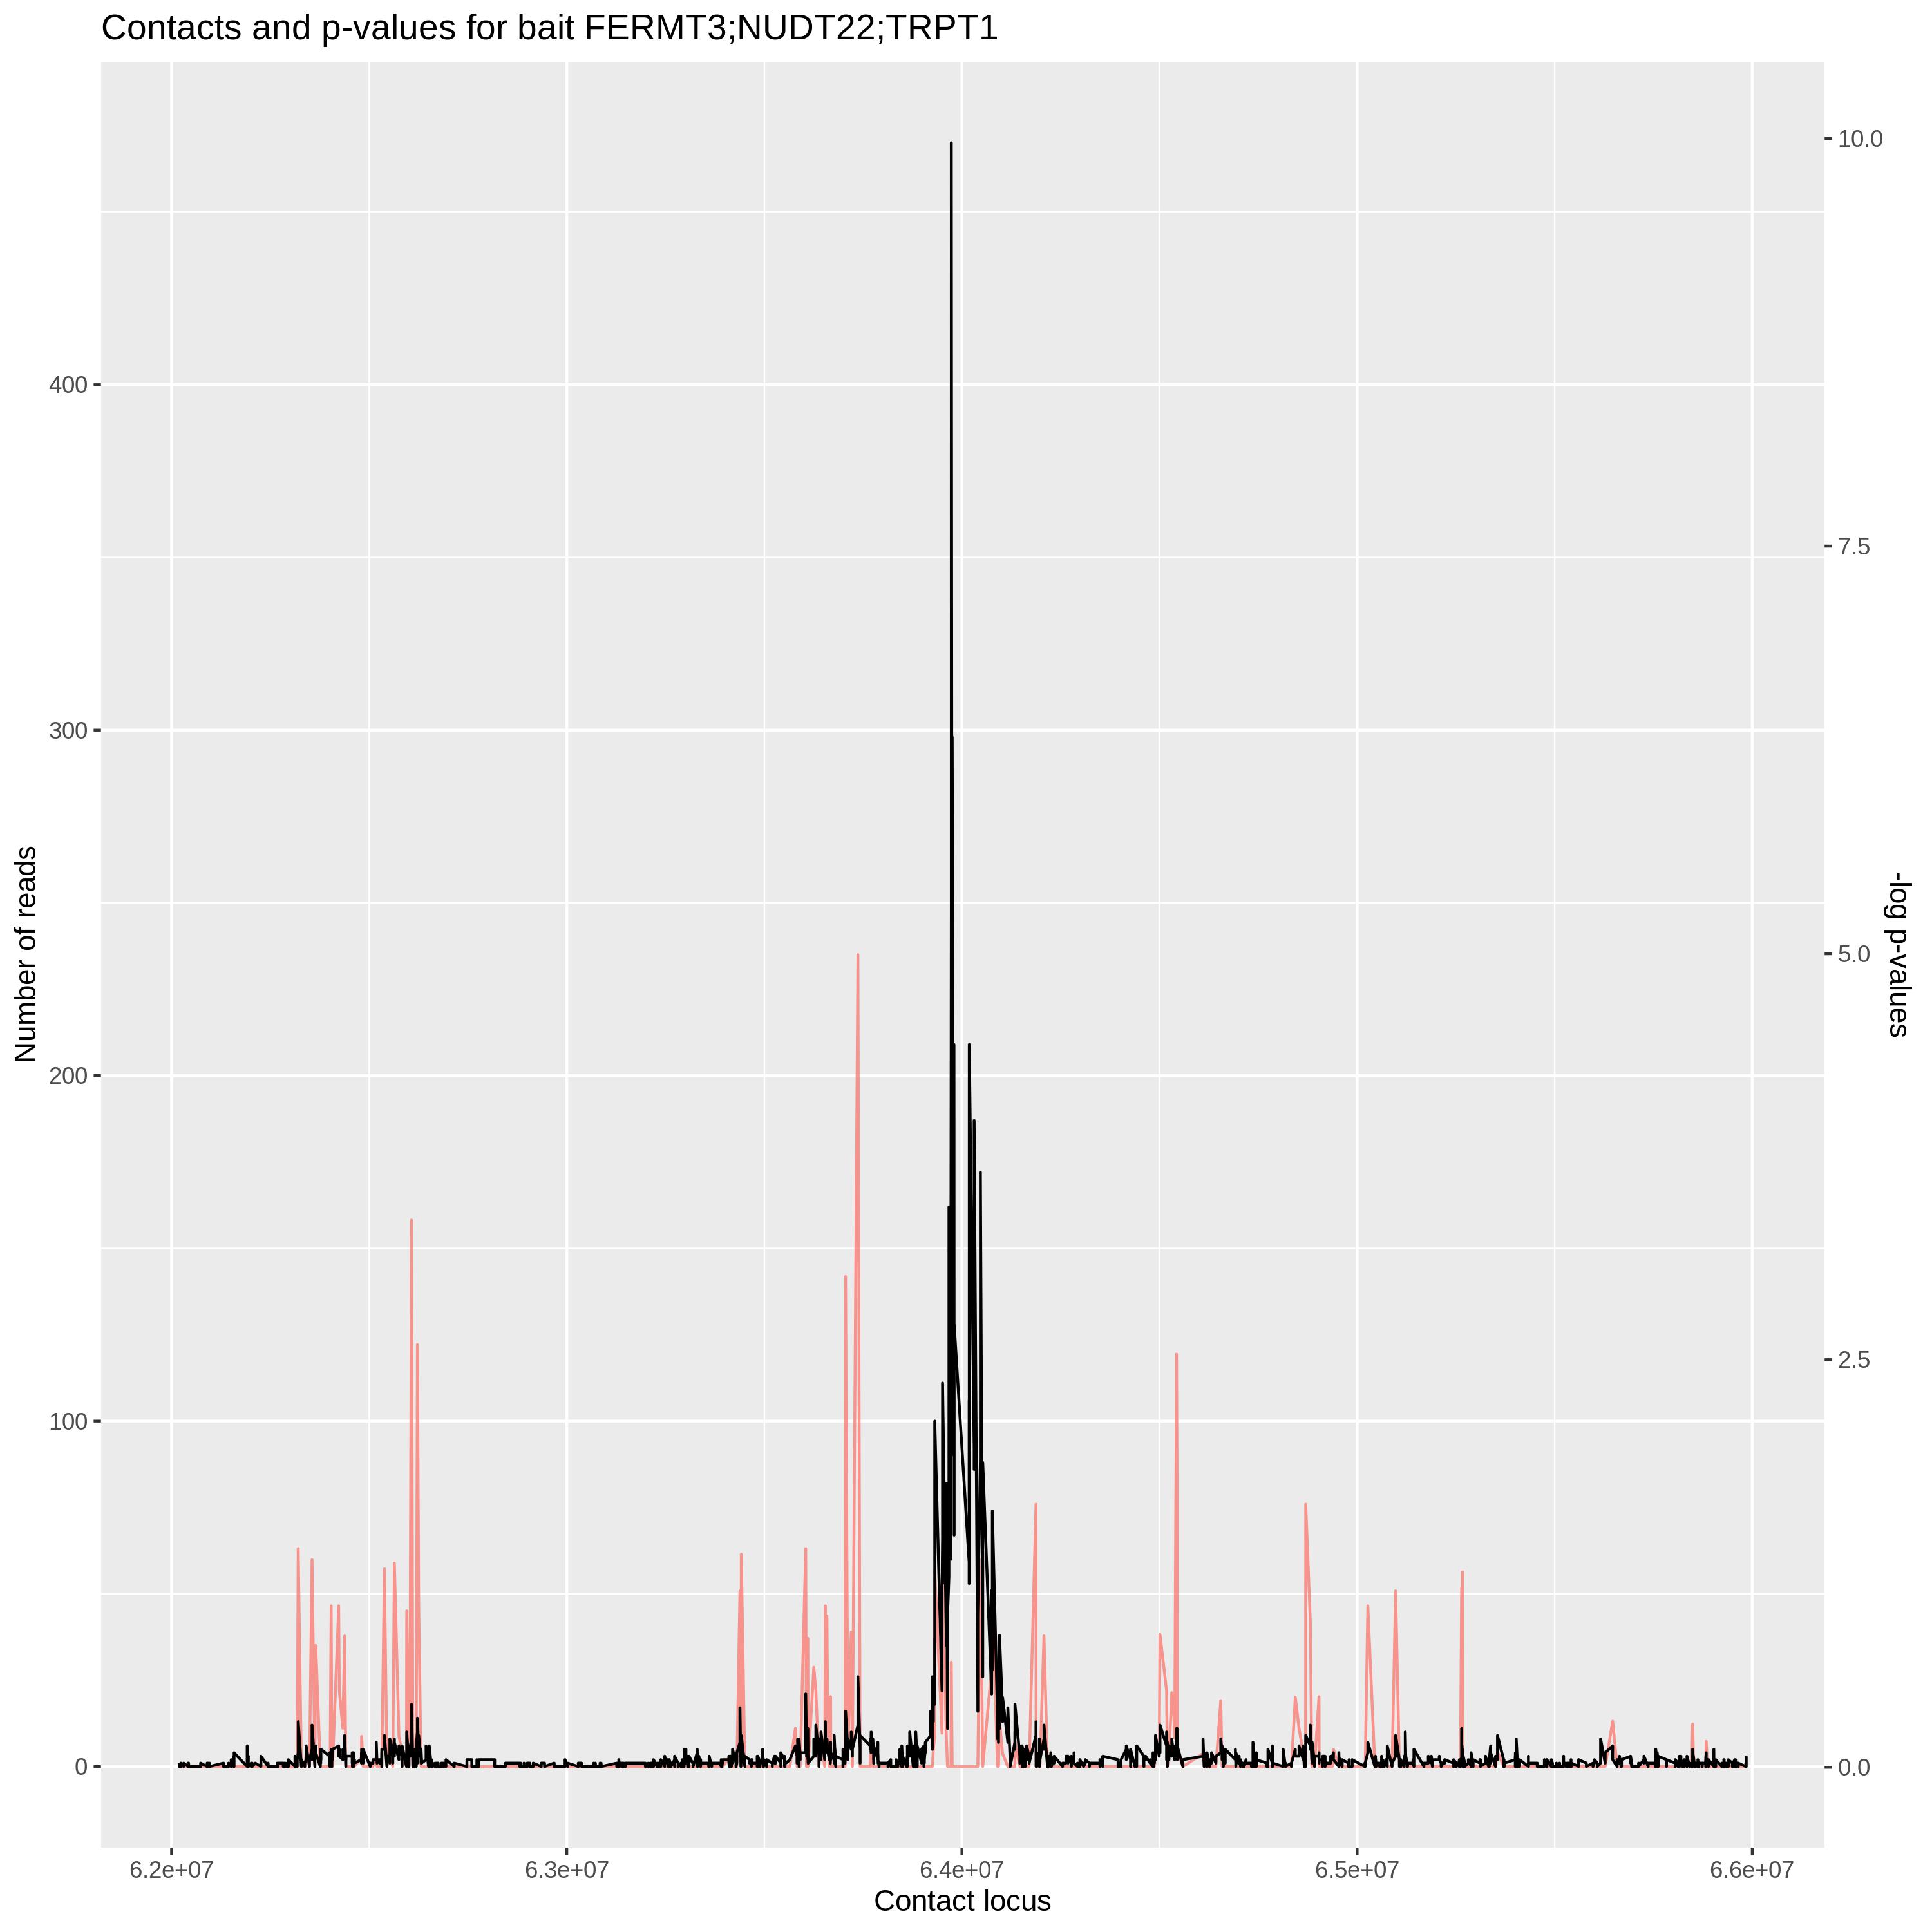 Contacts and p-values for bait FERMT3;NUDT22;TRPT1
10.0
7.5
5.0
2.5
0.0
400
300
200
100
0
Number of reads
-log p-values
6.2e+07 6.3e+07 6.4e+07 6.5e+07 6.6e+07
Contact locus